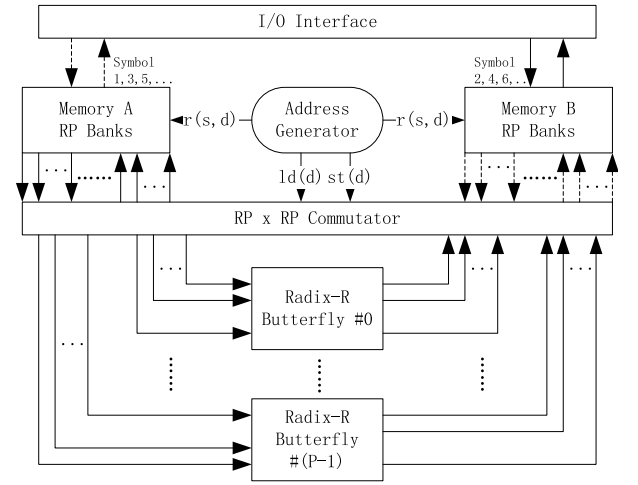 I/O Interface
Symbol
1,3,5,...
Symbol
2,4,6,...
Memory A
RP Banks
r(s,d)
Address
Generator
r(s,d)
Memory B
RP Banks
ld(d) st(d)
RP x RP Commutator
Radix-R
Butterfly #0
Radix-R
Butterfly
#(P-1)